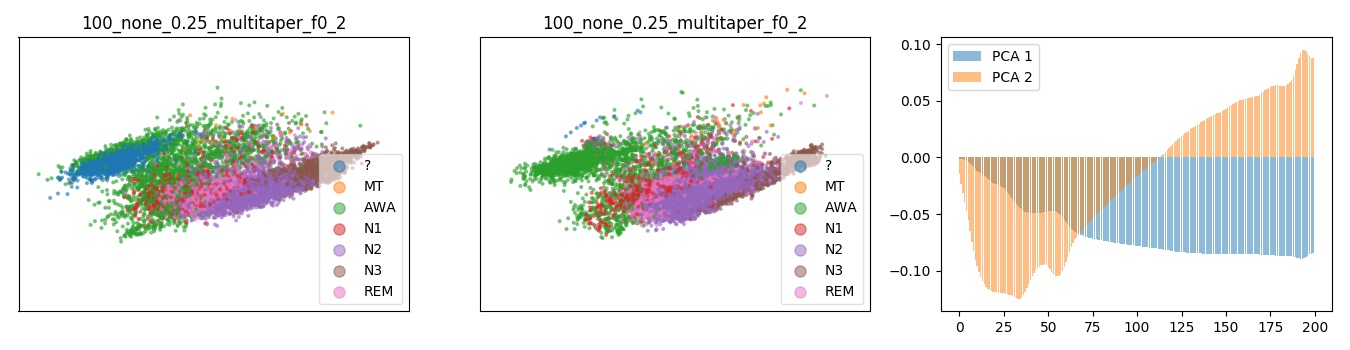 100_none_0.25_multitaper_f0_2
?
MT
AWA
N1
N2
N3
REM
100_none_0.25_multitaper_f0_2
?
MT
AWA
N1
N2
N3
REM
PCA 1
PCA 2
0.10
0.05
0.00
−0.05
−0.10
0 25 50 75 100 125 150 175 200